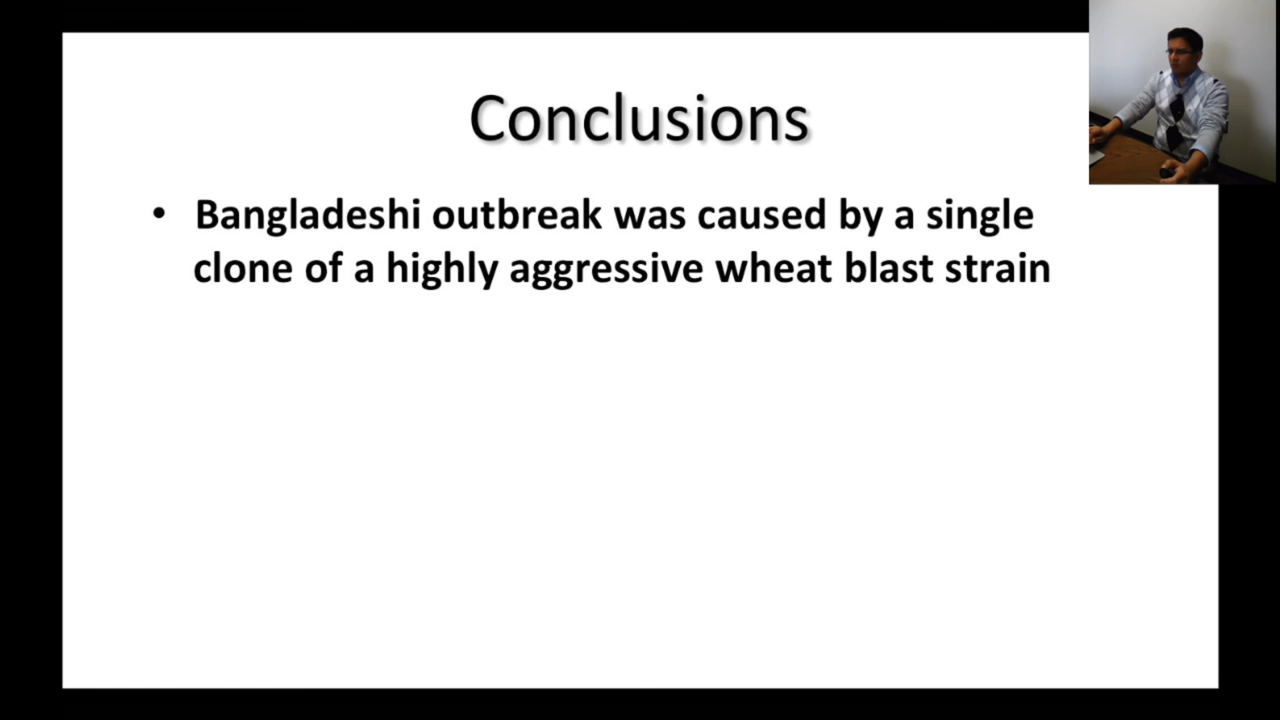 Conclusions
• Bangladeshi outbreak was caused by a single
clone of a highly aggressive wheat blast strain